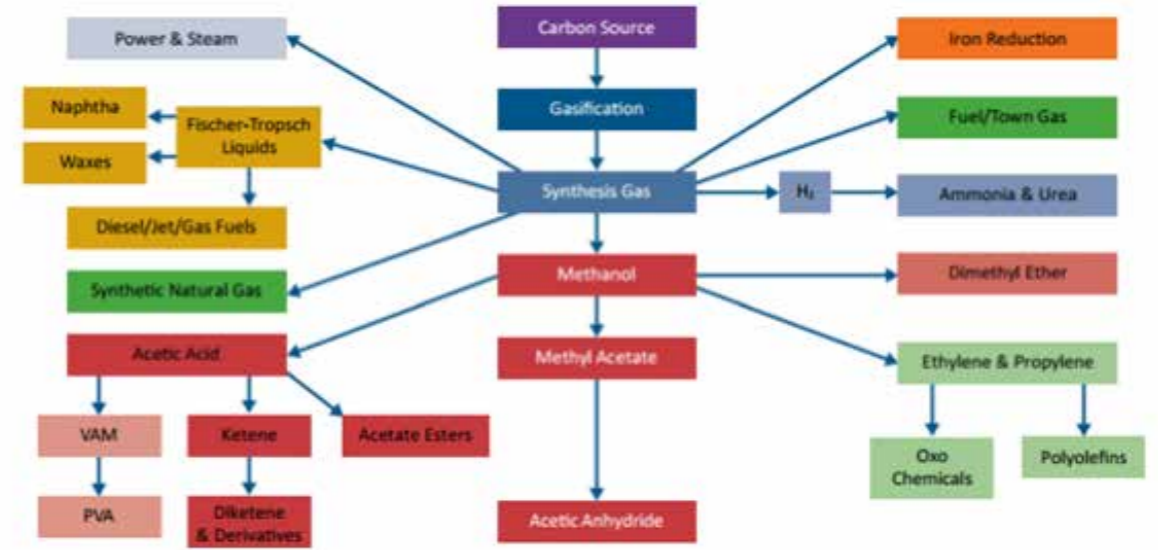 Power & Steam
Carbon Source
Iron Reduction
Naphtha
Gasification
Fuel/Town Gas
Fischer-Tropsch
Liquids
Waxes
Synthesis Gas
H₂
Ammonia & Urea
Diesel/Jet/Gas Fuels
Methanol
Dimethyl Ether
Synthetic Natural Gas
Acetic Acid
Methyl Acetate
Ethylene & Propylene
VAM
Ketene
Acetate Esters
Oxo
Chemicals
Polyolefins
PVA
Diketene
& Derivatives
Acetic Anhydride